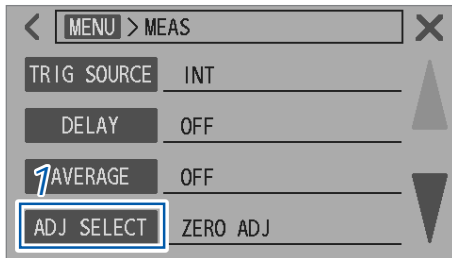 MENU > MEAS
TRIG SOURCE INT
DELAY OFF
1 AVERAGE OFF
ADJ SELECT ZERO ADJ